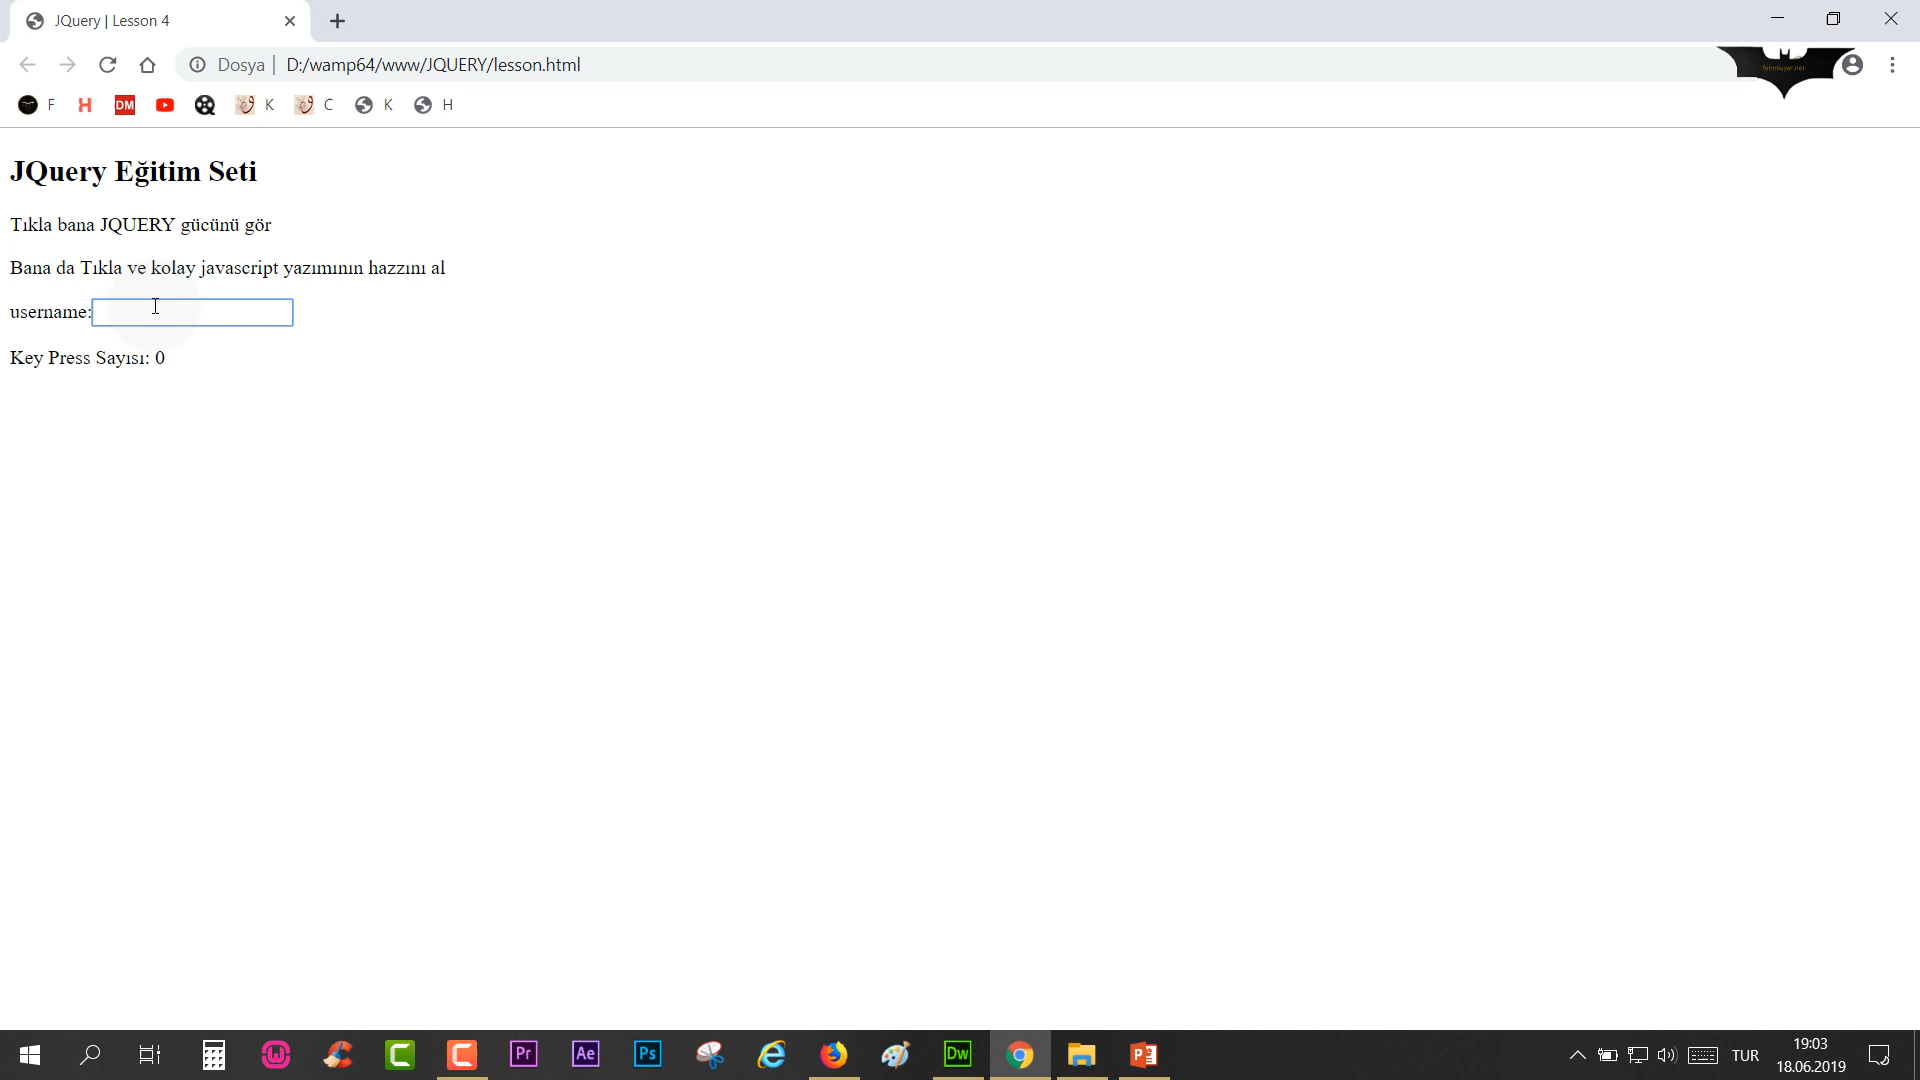 JQuery | Lesson 4
Dosya | D:/wamp64/www/JQUERY/lesson.html
fehmiuyar.net
F H DM K C K H
JQuery Eğitim Seti
Tıkla bana JQUERY gücünü gör
Bana da Tıkla ve kolay javascript yazımının hazzını al
username:
Key Press Sayısı: 0
Pr Ae Ps Dw P TUR
19:03
18.06.2019